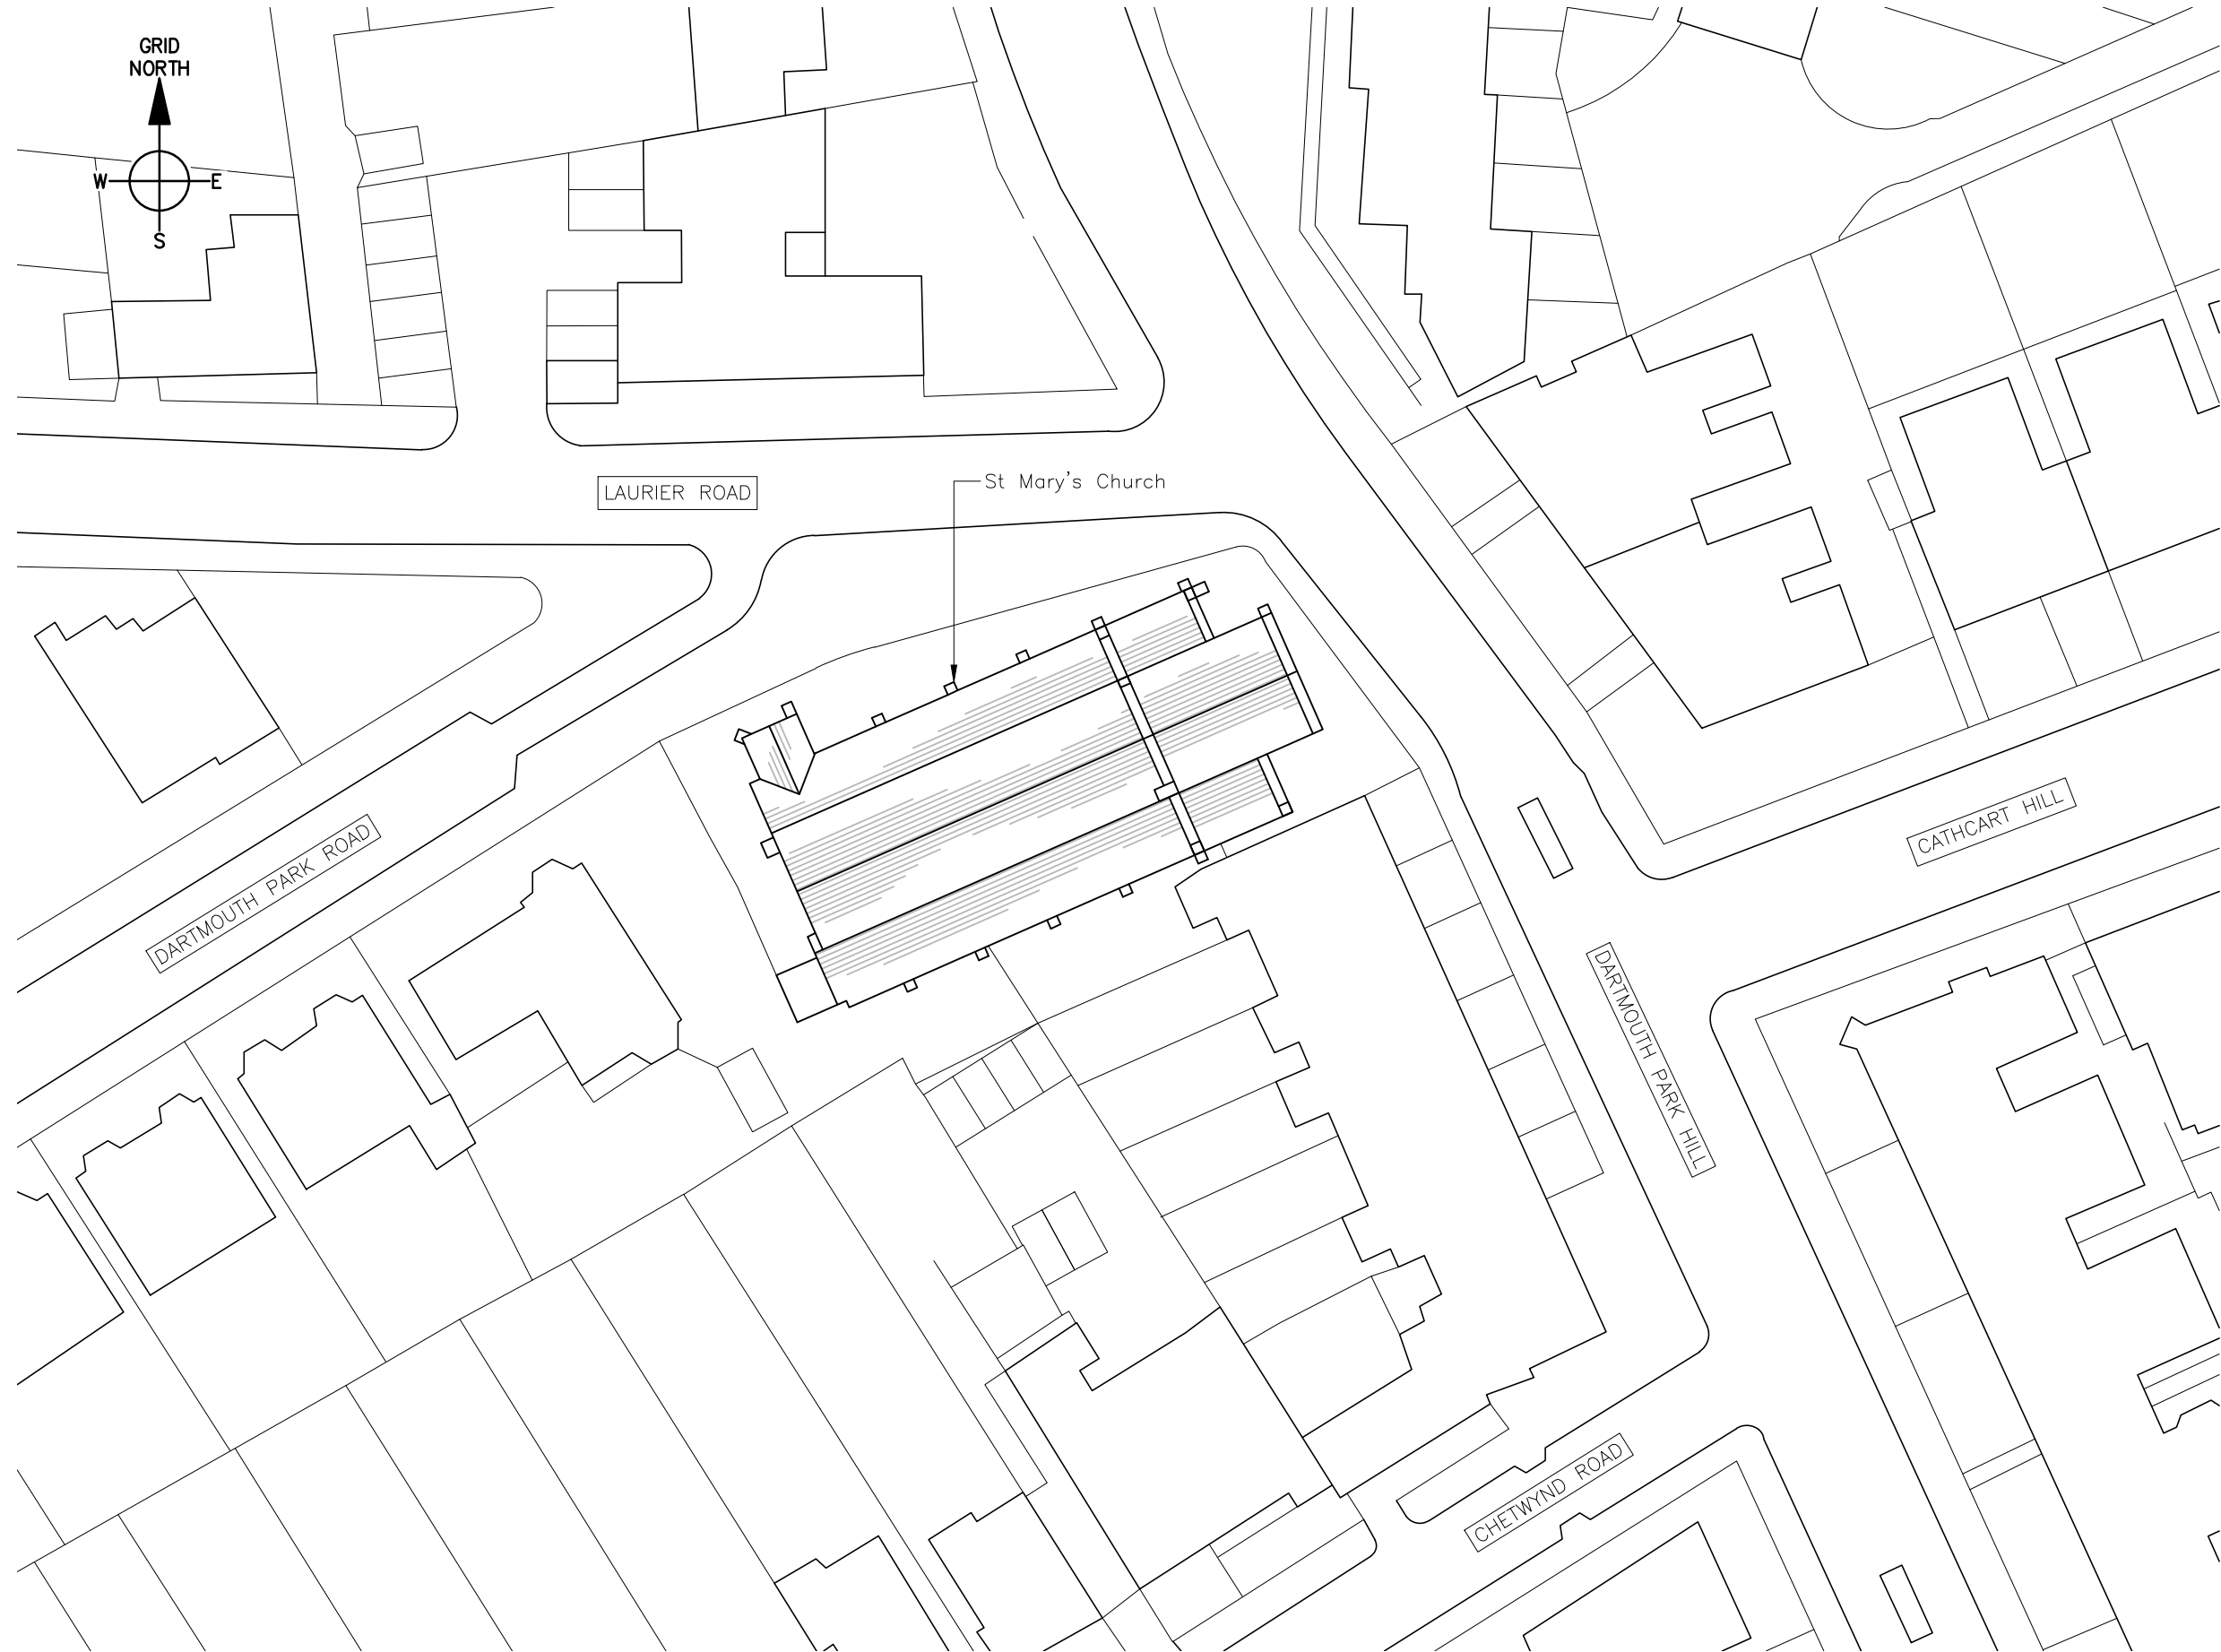 GRID
NORTH
W
E
S
LAURIER ROAD
St Mary's Church
DARTMOUTH PARK ROAD
CATHCART HILL
DARTMOUTH PARK HILL
CHETWYND ROAD